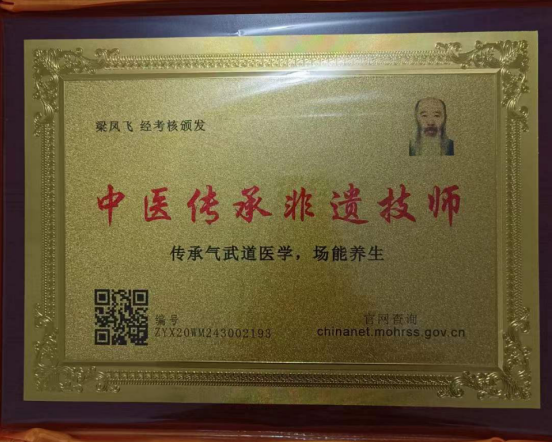 梁凤飞 经考核颁发
中医传承非遗技师
传承气武道医学，场能养生
编号
ZYX20WM243002193
官网查询
chinanet.mohrss.gov.cn